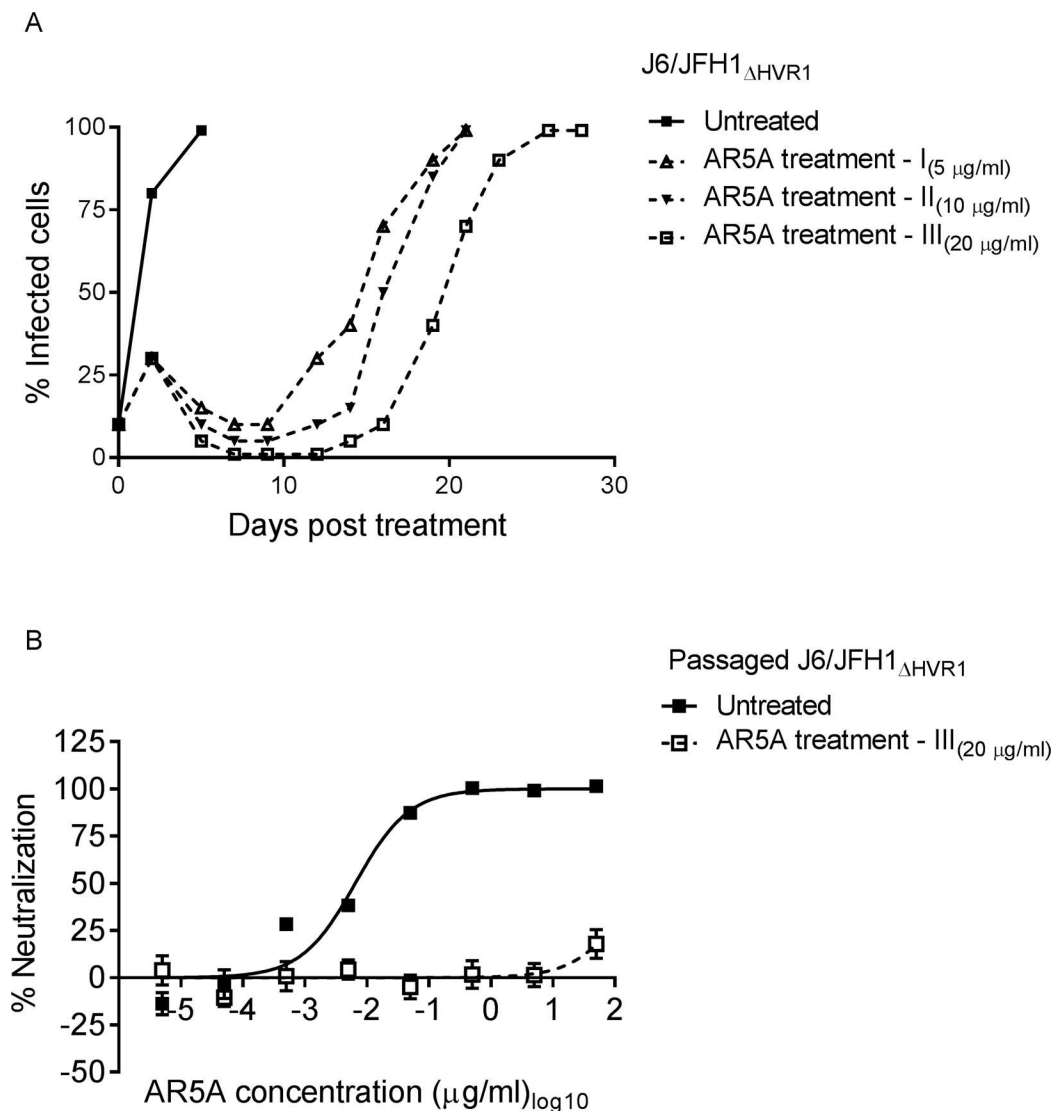 A
J6/JFH1ΔHVR1
Untreated
AR5A treatment - I(5 μg/ml)
AR5A treatment - II(10 μg/ml)
AR5A treatment - III(20 μg/ml)
% Infected cells
100
75
50
25
0
0 10 20 30
Days post treatment
B
Passaged J6/JFH1ΔHVR1
Untreated
AR5A treatment - III(20 μg/ml)
% Neutralization
125
100
75
50
25
0
-25
-50
-5 -4 -3 -2 -1 0 1 2
AR5A concentration (μg/ml)log10